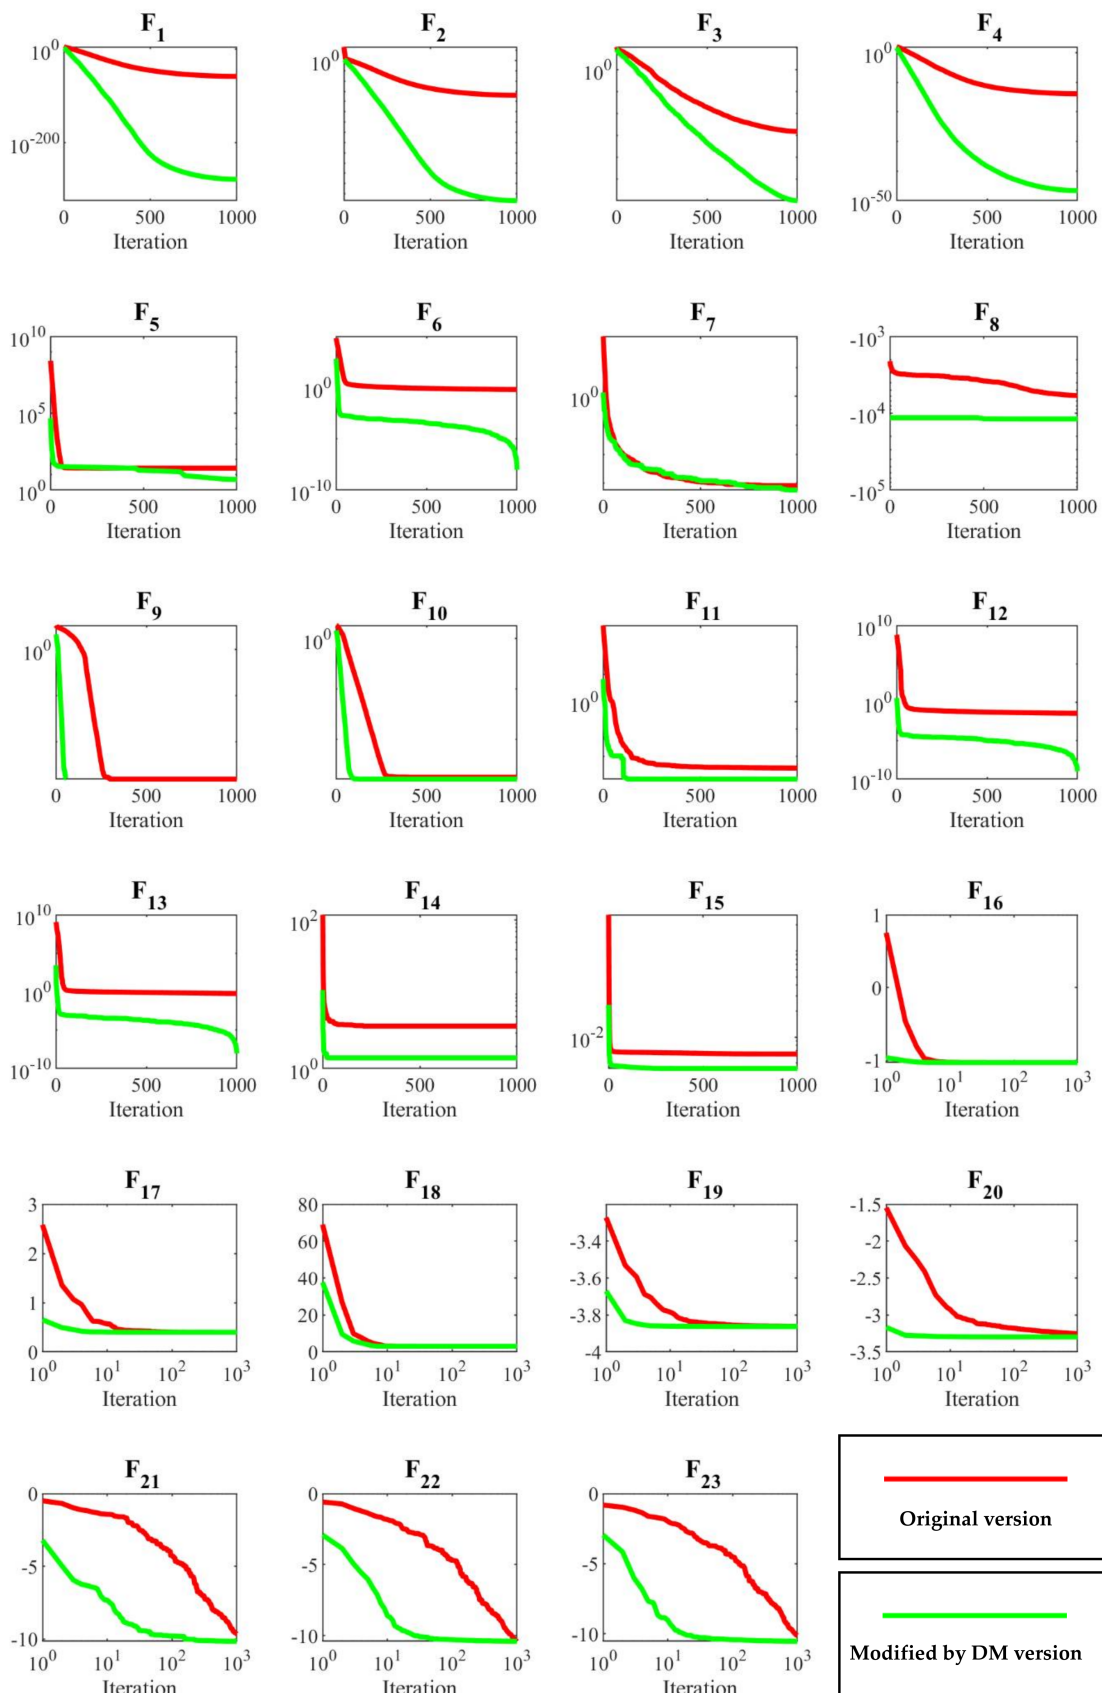 F1 F2 F3 F4
10^0 10^-200 0 500 1000 Iteration
10^0 0 500 1000 Iteration
10^0 0 500 1000 Iteration
10^0 10^-50 0 500 1000 Iteration
F5 F6 F7 F8
10^10 10^5 10^0 0 500 1000 Iteration
10^0 10^-10 0 500 1000 Iteration
10^0 0 500 1000 Iteration
-10^3 -10^4 -10^5 0 500 1000 Iteration
F9 F10 F11 F12
10^0 0 500 1000 Iteration
10^0 0 500 1000 Iteration
10^0 0 500 1000 Iteration
10^10 10^0 10^-10 0 500 1000 Iteration
F13 F14 F15 F16
10^10 10^0 10^-10 0 500 1000 Iteration
10^2 10^0 0 500 1000 Iteration
10^-2 0 500 1000 Iteration
1 0 -1 10^0 10^1 10^2 10^3 Iteration
F17 F18 F19 F20
3 2 1 0 10^0 10^1 10^2 10^3 Iteration
80 60 40 20 0 10^0 10^1 10^2 10^3 Iteration
-3.4 -3.6 -3.8 -4 10^0 10^1 10^2 10^3 Iteration
-1.5 -2 -2.5 -3 -3.5 10^0 10^1 10^2 10^3 Iteration
F21 F22 F23
0 -5 -10 10^0 10^1 10^2 10^3 Iteration
0 -5 -10 10^0 10^1 10^2 10^3 Iteration
0 -5 -10 10^0 10^1 10^2 10^3 Iteration
Original version
Modified by DM version